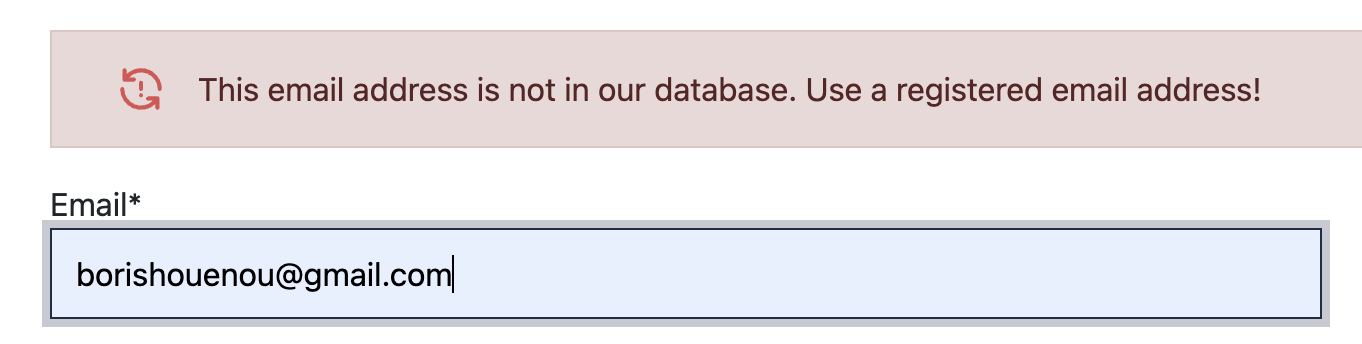 This email address is not in our database. Use a registered email address!
Email*
borishouenou@gmail.com